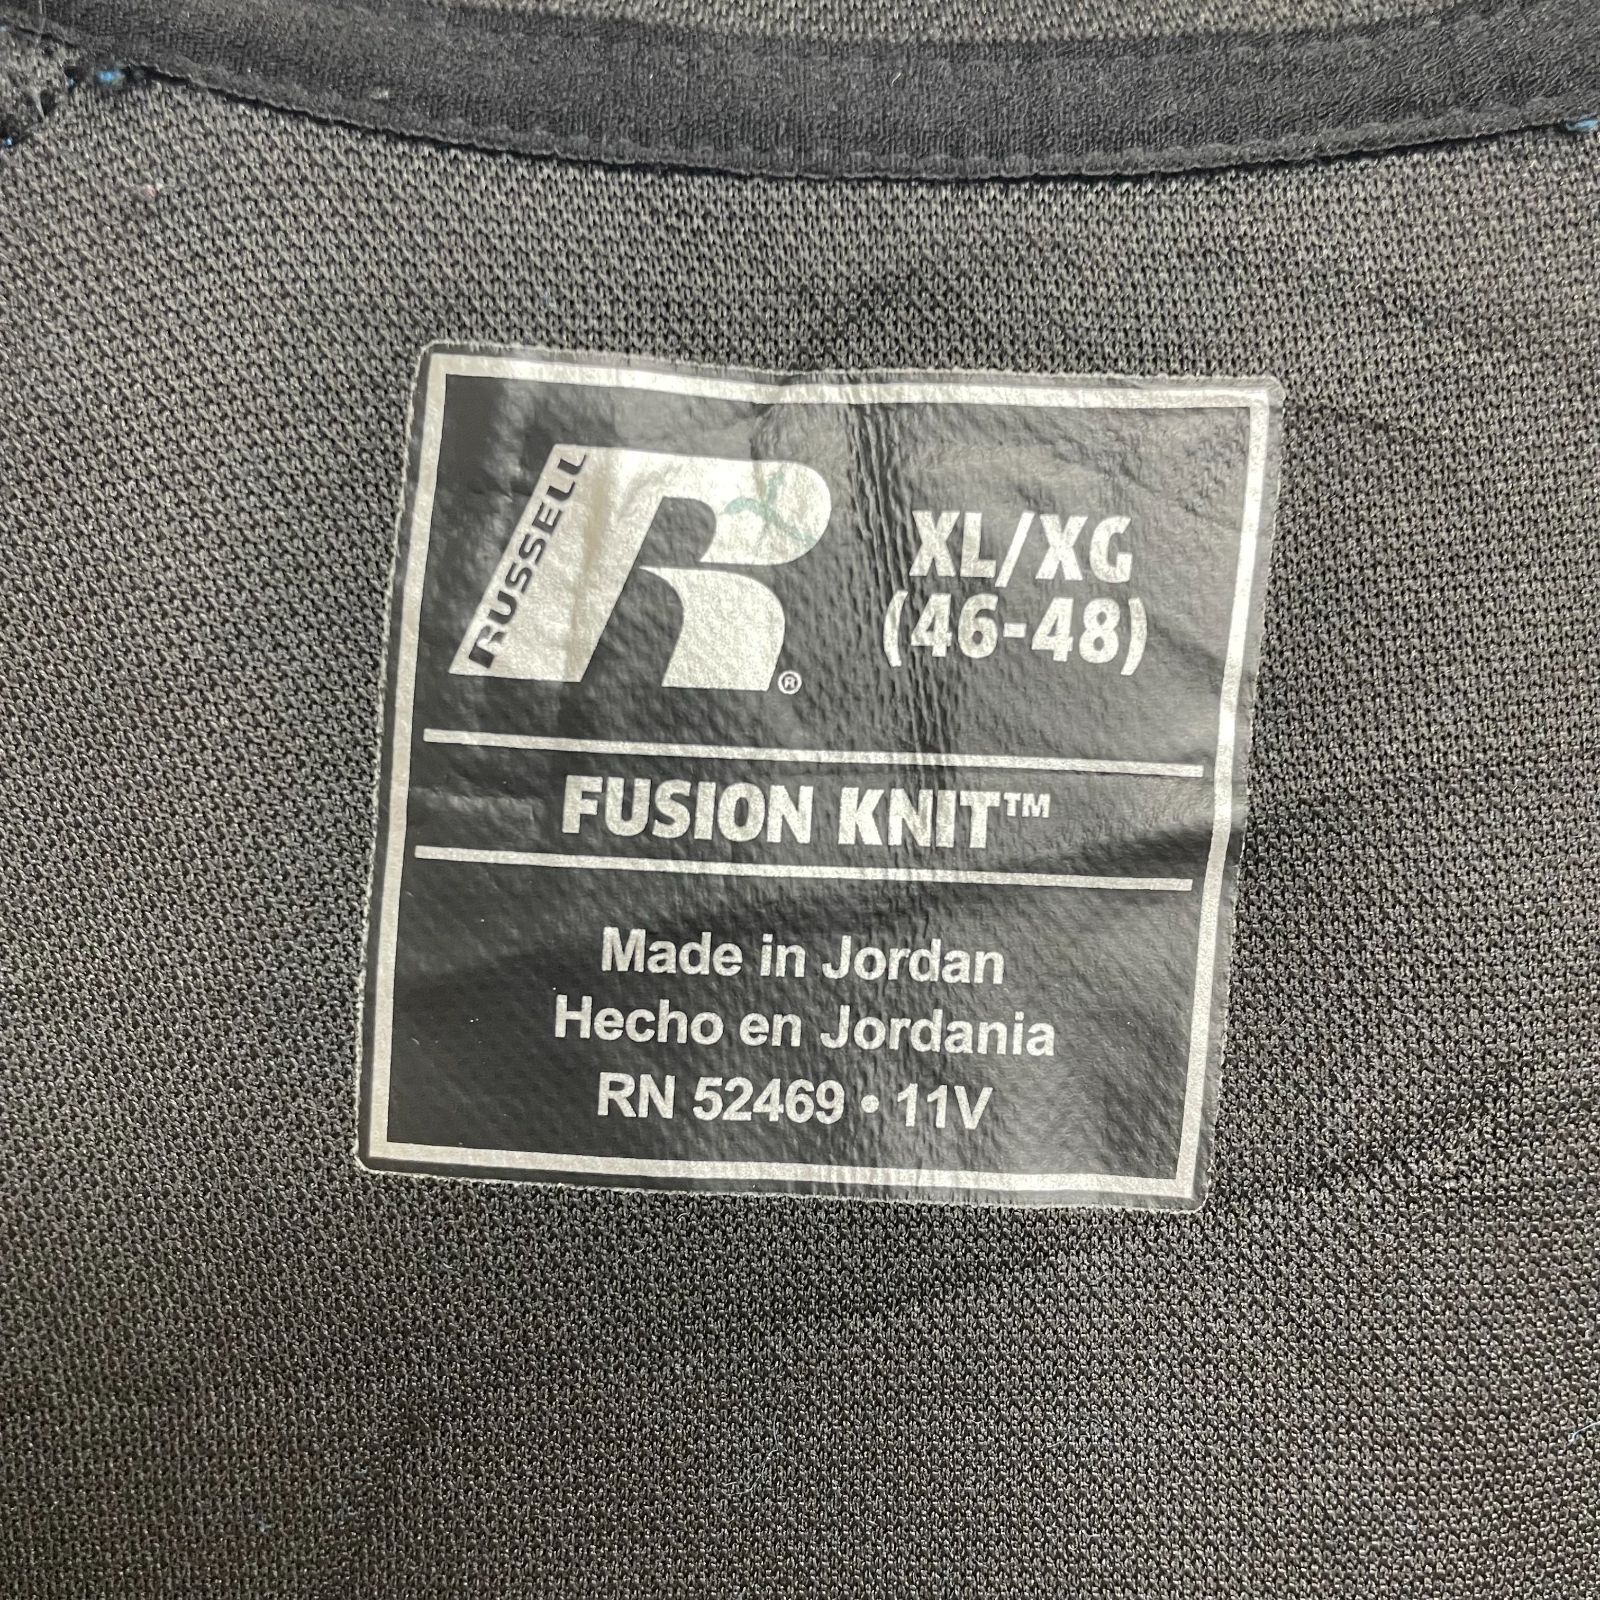 RUSSELL
R®
XL/XG
(46-48)
FUSION KNIT™
Made in Jordan
Hecho en Jordania
RN 52469 • 11V